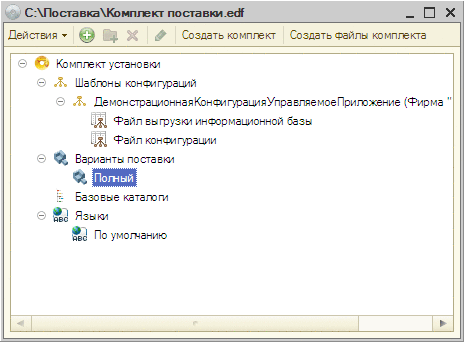 C:\Поставка\Комплект поставки.edf
Действия Создать комплект Создать файлы комплекта
Комплект установки
Шаблоны конфигураций
ДемонстрационнаяКонфигурацияУправляемоеПриложение (Фирма "
Файл выгрузки информационной базы
Файл конфигурации
Варианты поставки
Полный
Базовые каталоги
Языки
По умолчанию